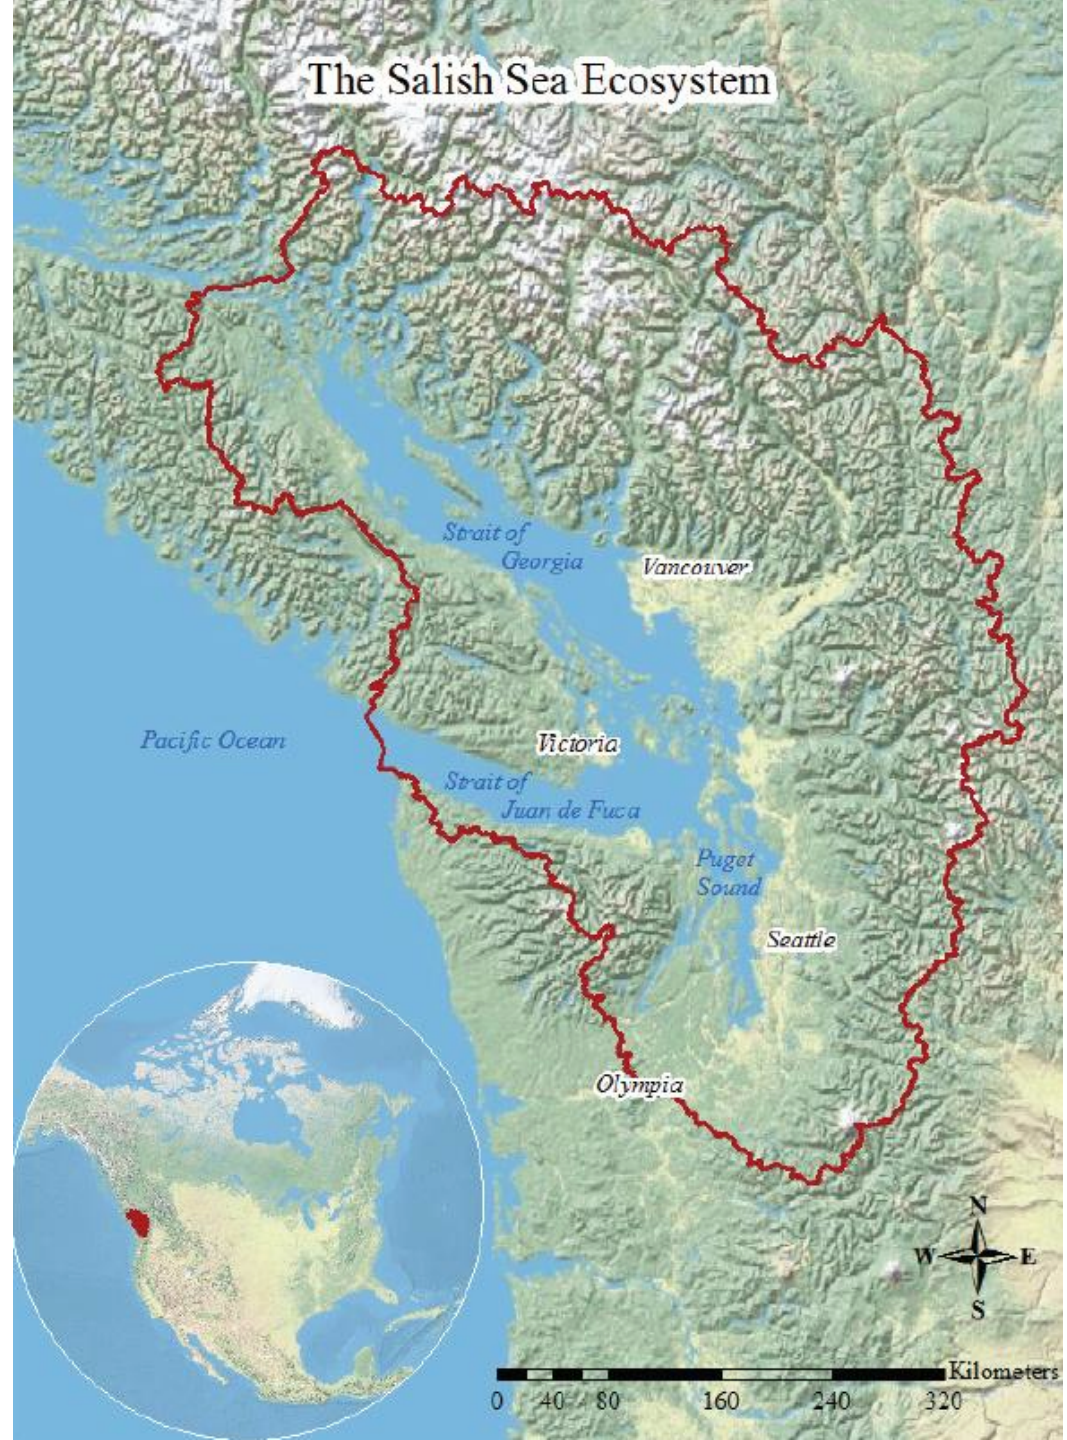 The Salish Sea Ecosystem
Strait of
Georgia
Vancouver
Pacific Ocean
Victoria
Strait of
Juan de Fuca
Puget
Sound
Seattle
Olympia
N
W E
S
Kilometers
0 40 80 160 240 320